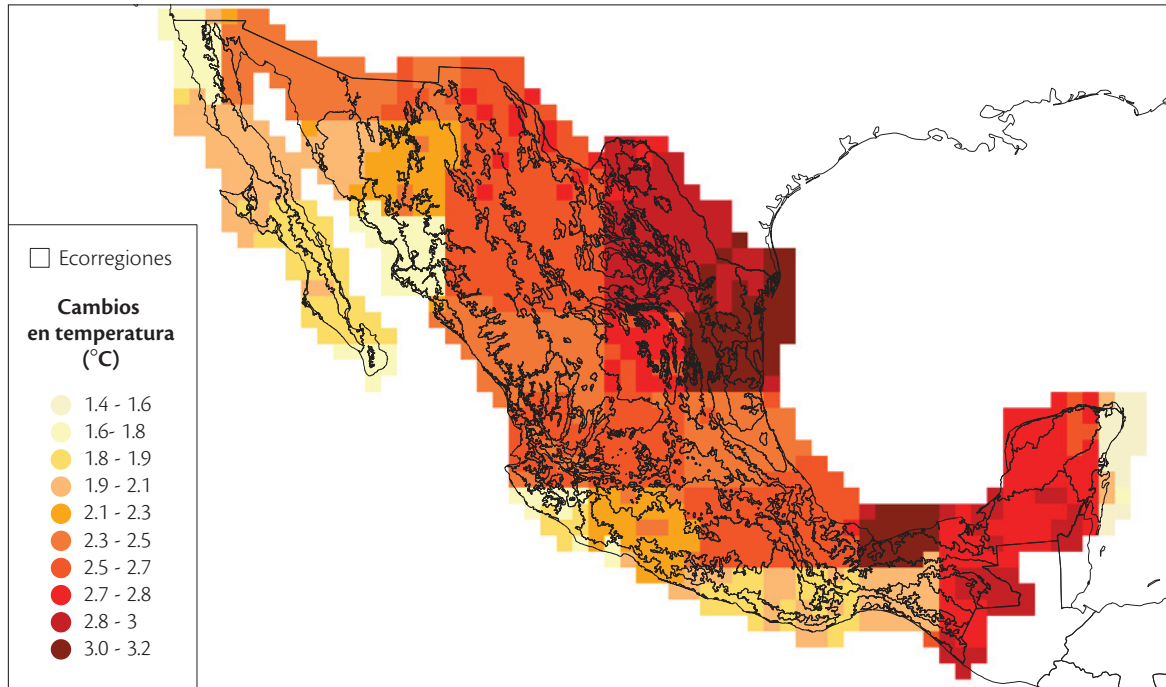 Ecorregiones
Cambios
en temperatura
(°C)
1.4 - 1.6
1.6- 1.8
1.8 - 1.9
1.9 - 2.1
2.1 - 2.3
2.3 - 2.5
2.5 - 2.7
2.7 - 2.8
2.8 - 3
3.0 - 3.2